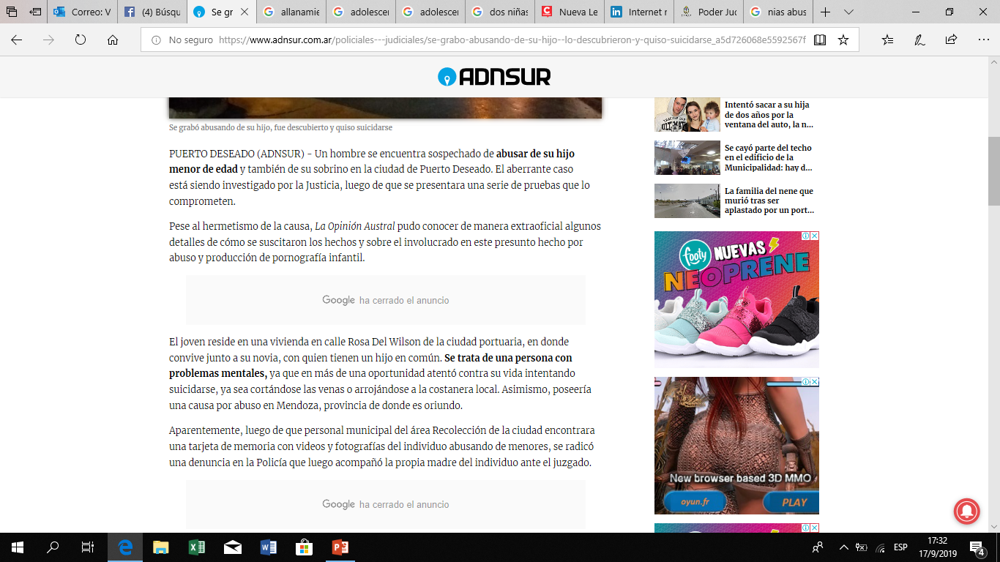 Correo: V
(4) Búsqu
Se gr
allanamie
adolescer
adolescer
dos niñas
Nueva Le
Internet r
Poder Juc
nias abus
No seguro https://www.adnsur.com.ar/policiales---judiciales/se-grabo-abusando-de-su-hijo--lo-descubrieron-y-quiso-suicidarse_a5d726068e5592567f
ADNSUR
Se grabó abusando de su hijo, fue descubierto y quiso suicidarse
PUERTO DESEADO (ADNSUR) - Un hombre se encuentra sospechado de abusar de su hijo
menor de edad y también de su sobrino en la ciudad de Puerto Deseado. El aberrante caso
está siendo investigado por la Justicia, luego de que se presentara una serie de pruebas que lo
comprometen.
Pese al hermetismo de la causa, La Opinión Austral pudo conocer de manera extraoficial algunos
detalles de cómo se suscitaron los hechos y sobre el involucrado en este presunto hecho por
abuso y producción de pornografía infantil.
Google ha cerrado el anuncio
El joven reside en una vivienda en calle Rosa Del Wilson de la ciudad portuaria, en donde
convive junto a su novia, con quien tienen un hijo en común. Se trata de una persona con
problemas mentales, ya que en más de una oportunidad atentó contra su vida intentando
suicidarse, ya sea cortándose las venas o arrojándose a la costanera local. Asimismo, poseería
una causa por abuso en Mendoza, provincia de donde es oriundo.
Aparentemente, luego de que personal municipal del área Recolección de la ciudad encontrara
una tarjeta de memoria con videos y fotografías del individuo abusando de menores, se radicó
una denuncia en la Policía que luego acompañó la propia madre del individuo ante el juzgado.
Google ha cerrado el anuncio
Intentó sacar a su hija
de dos años por la
ventana del auto, la n...
Se cayó parte del techo
en el edificio de la
Municipalidad: hay d...
La familia del nene que
murió tras ser
aplastado por un port...
footy NUEVAS
NEOPRENE
New browser based 3D MMO
oyun.fr
PLAY
ESP
17:32
17/9/2019
4